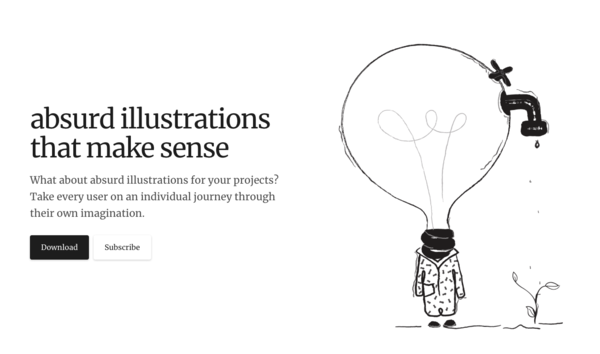 absurd illustrations
that make sense
What about absurd illustrations for your projects?
Take every user on an individual journey through
their own imagination.
Download
Subscribe